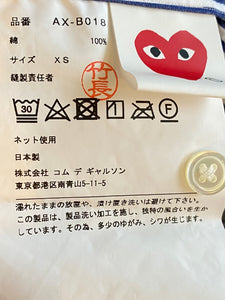 品番 AX-B018
綿 100%
サイズ XS
縫製責任者 竹長
30
F
ネット使用
日本製
株式会社 コム デ ギャルソン
東京都港区南青山5-11-5
濡れたままの放置や、漬け置き洗いは避けて下さい。
この製品は、製品洗い加工を施し、独特の風合いを生か
しています。その為、多少のゆがみ、シワが生じます。